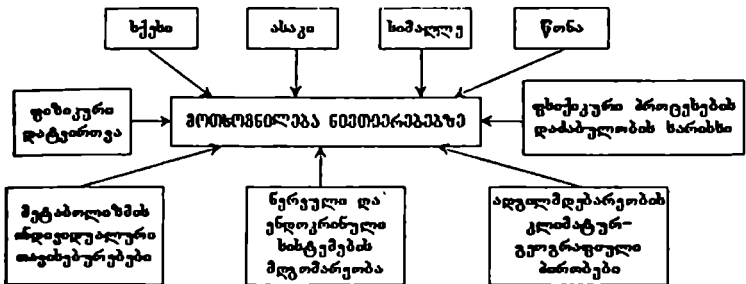 სქესი
ასაკი
სიმაღლე
წონა
ფიზიკური
დატვირთვა
მოთხოვნილება ნივთიერებებზე
ფსიქიკური პროცესების
დაძაბულობის ხარისხი
მეტაბოლიზმის
ინდივიდუალური
თავისებურებები
ნერვული და
ენდოკრინული
სისტემების
მდგომარეობა
ადგილმდებარეობის
კლიმატურ-
გეოგრაფიული
პირობები